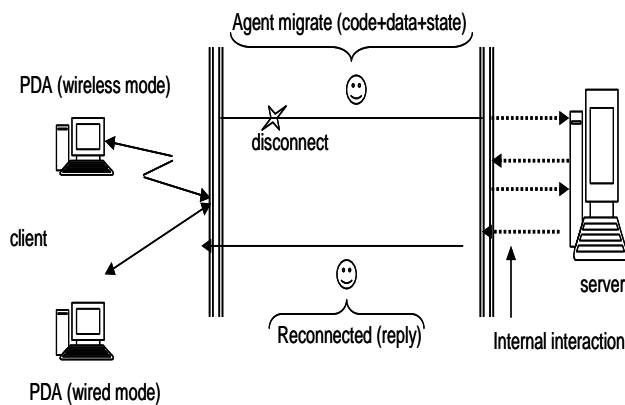 Agent migrate (code+data+state)
PDA (wireless mode)
disconnect
client
server
Reconnected (reply)
Internal interaction
PDA (wired mode)